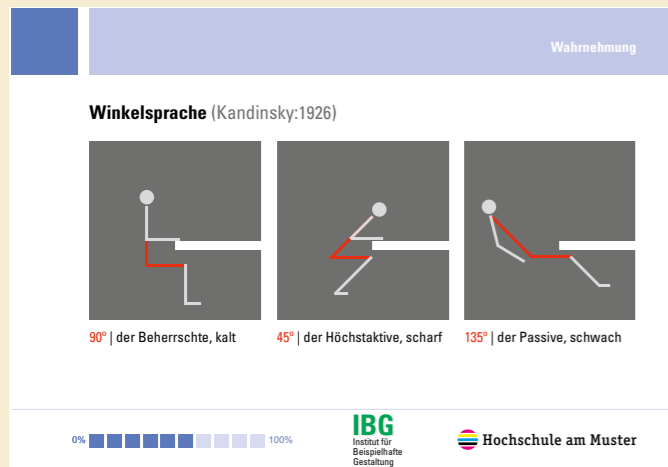 Wahrnehmung
Winkelsprache (Kandinsky:1926)
90° | der Beherrschte, kalt
45° | der Höchstaktive, scharf
135° | der Passive, schwach
0%
100%
IBG
Institut für
Beispielhafte
Gestaltung
Hochschule am Muster